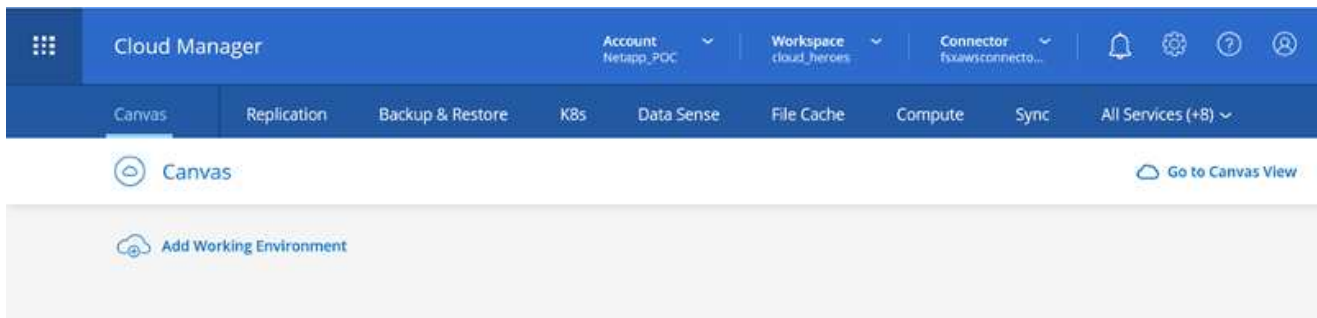 Cloud Manager
Account
Netapp_POC
Workspace
cloud_heroes
Connector
fsxawsconnecto...
Canvas Replication Backup & Restore K8s Data Sense File Cache Compute Sync All Services (+8)
Canvas
Go to Canvas View
Add Working Environment